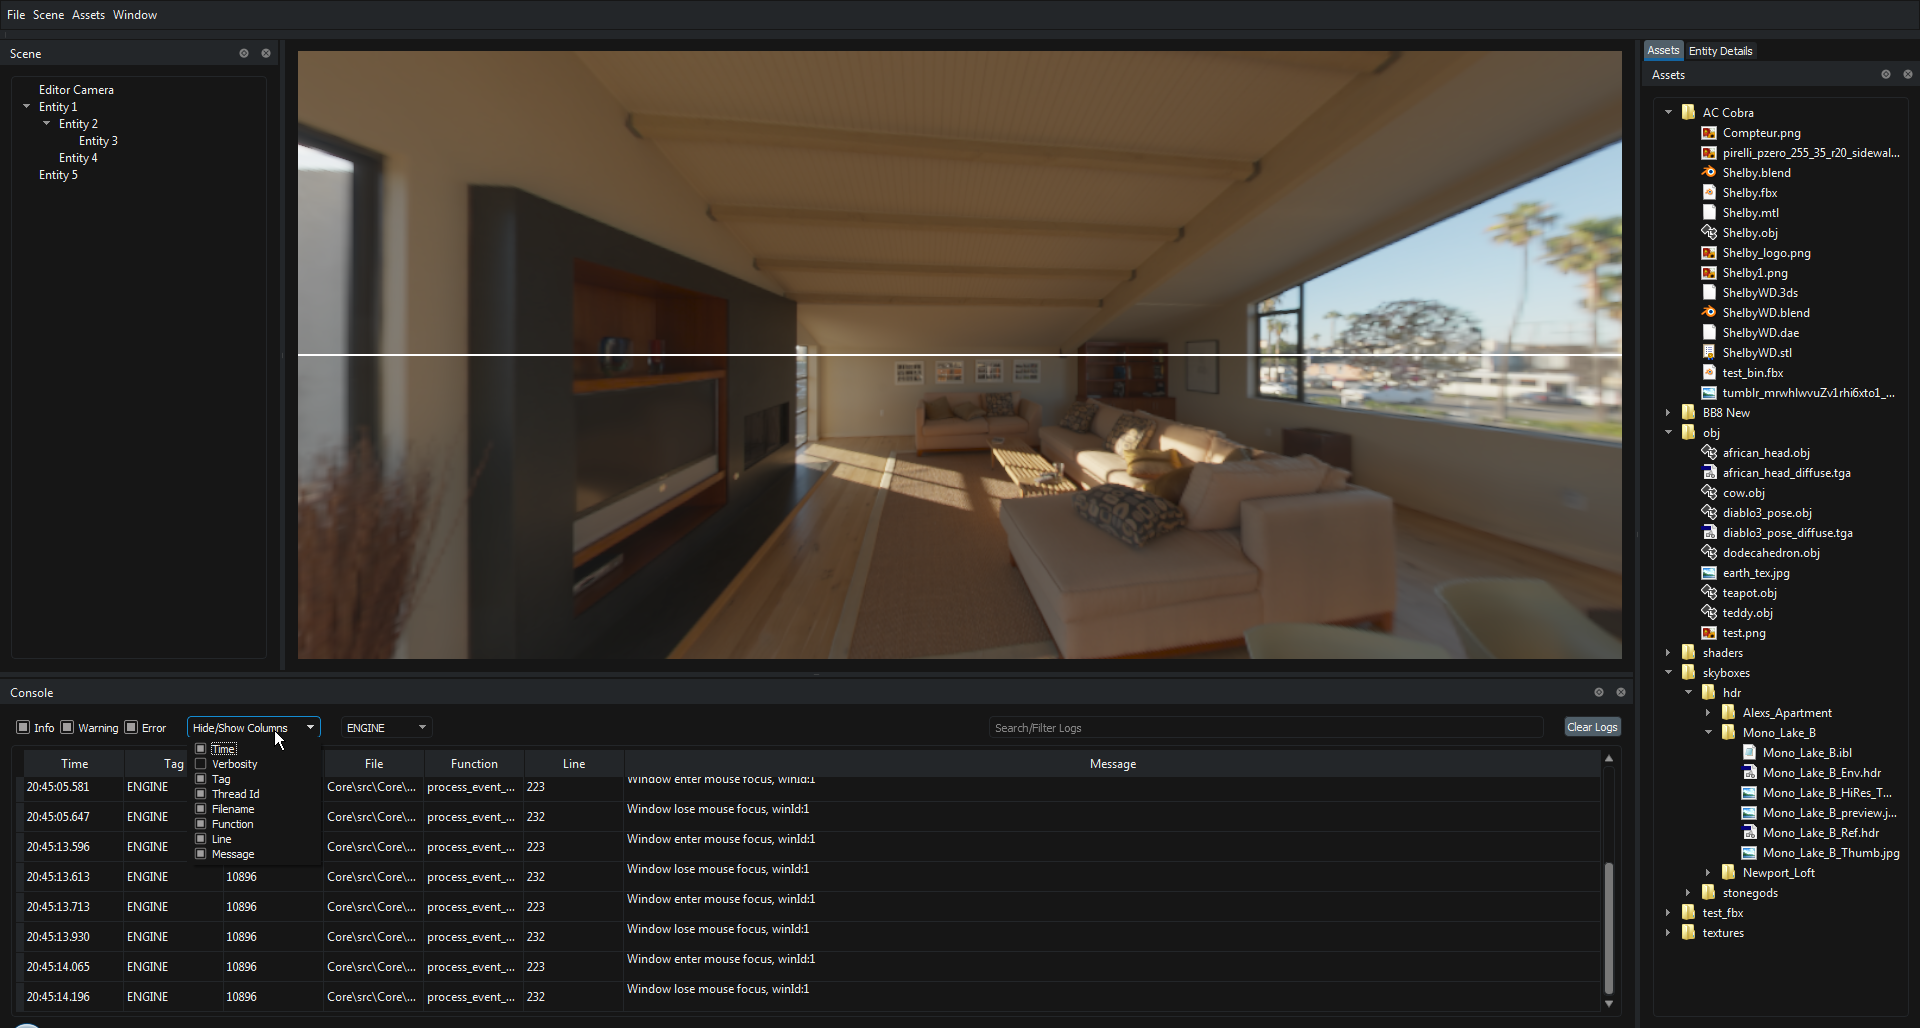 File Scene Assets Window
Scene
Editor Camera
Entity 1
Entity 2
Entity 3
Entity 4
Entity 5
Assets Entity Details
Assets
AC Cobra
Compteur.png
pirelli_pzero_255_35_r20_sidewal...
Shelby.blend
Shelby.fbx
Shelby.mtl
Shelby.obj
Shelby_logo.png
Shelby1.png
ShelbyWD.3ds
ShelbyWD.blend
ShelbyWD.dae
ShelbyWD.stl
test_bin.fbx
tumblr_mrwhlwvuZv1rhi6xto1_...
BB8 New
obj
african_head.obj
african_head_diffuse.tga
cow.obj
diablo3_pose.obj
diablo3_pose_diffuse.tga
dodecahedron.obj
earth_tex.jpg
teapot.obj
teddy.obj
test.png
shaders
skyboxes
hdr
Alexs_Apartment
Mono_Lake_B
Mono_Lake_B.ibl
Mono_Lake_B_Env.hdr
Mono_Lake_B_HiRes_T...
Mono_Lake_B_preview.j...
Mono_Lake_B_Ref.hdr
Mono_Lake_B_Thumb.jpg
Newport_Loft
stonegods
test_fbx
textures
Console
Info Warning Error Hide/Show Columns ENGINE Search/Filter Logs Clear Logs
Time
Verbosity
Tag
Thread Id
Filename
Function
Line
Message
Time Tag File Function Line Message
20:45:05.581 ENGINE Core\src\Core\... process_event_... 223 Window enter mouse focus, winId:1
20:45:05.647 ENGINE Core\src\Core\... process_event_... 232 Window lose mouse focus, winId:1
20:45:13.596 ENGINE Core\src\Core\... process_event_... 223 Window enter mouse focus, winId:1
20:45:13.613 ENGINE 10896 Core\src\Core\... process_event_... 232 Window lose mouse focus, winId:1
20:45:13.713 ENGINE 10896 Core\src\Core\... process_event_... 223 Window enter mouse focus, winId:1
20:45:13.930 ENGINE 10896 Core\src\Core\... process_event_... 232 Window lose mouse focus, winId:1
20:45:14.065 ENGINE 10896 Core\src\Core\... process_event_... 223 Window enter mouse focus, winId:1
20:45:14.196 ENGINE 10896 Core\src\Core\... process_event_... 232 Window lose mouse focus, winId:1